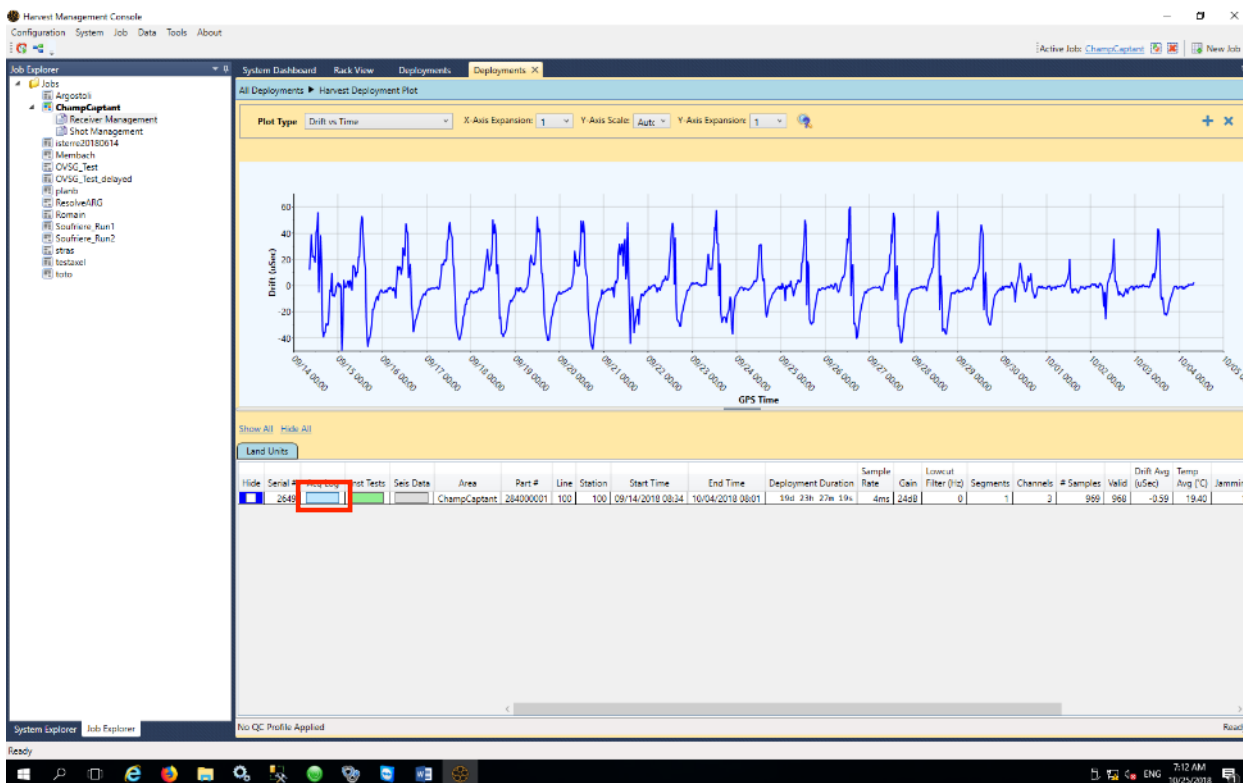 Harvest Management Console
Configuration System Job Data Tools About
Active Job: ChampCaptant New Job
Job Explorer
Jobs
Argostoli
ChampCaptant
Receiver Management
Shot Management
isterre20180614
Membach
OVSG_Test
OVSG_Test_delayed
planb
ResolveARG
Romain
Soufriere_Run1
Soufriere_Run2
stras
testaxel
toto
System Explorer Job Explorer
System Dashboard Rack View Deployments Deployments X
All Deployments Harvest Deployment Plot
Plot Type Drift vs Time X-Axis Expansion: 1 Y-Axis Scale: Autc Y-Axis Expansion: 1
Drift (uSec)
60
40
20
0
-20
-40
09/14 00:00 09/15 00:00 09/16 00:00 09/17 00:00 09/18 00:00 09/19 00:00 09/20 00:00 09/21 00:00 09/22 00:00 09/23 00:00 09/24 00:00 09/25 00:00 09/26 00:00 09/27 00:00 09/28 00:00 09/29 00:00 09/30 00:00 10/01 00:00 10/02 00:00 10/03 00:00 10/04 00:00 10/05
GPS Time
Show All Hide All
Land Units
Hide Serial # Acq Log Inst Tests Seis Data Area Part # Line Station Start Time End Time Deployment Duration Sample Rate Gain Lowcut Filter (Hz) Segments Channels # Samples Valid Drift Avg (uSec) Temp Avg (°C) Jammin
2649 ChampCaptant 284000001 100 100 09/14/2018 08:34 10/04/2018 08:01 19d 23h 27m 19s 4ms 24dB 0 1 3 969 968 -0.59 19.40
No QC Profile Applied Read
Ready
ENG 7:12 AM
10/25/2018